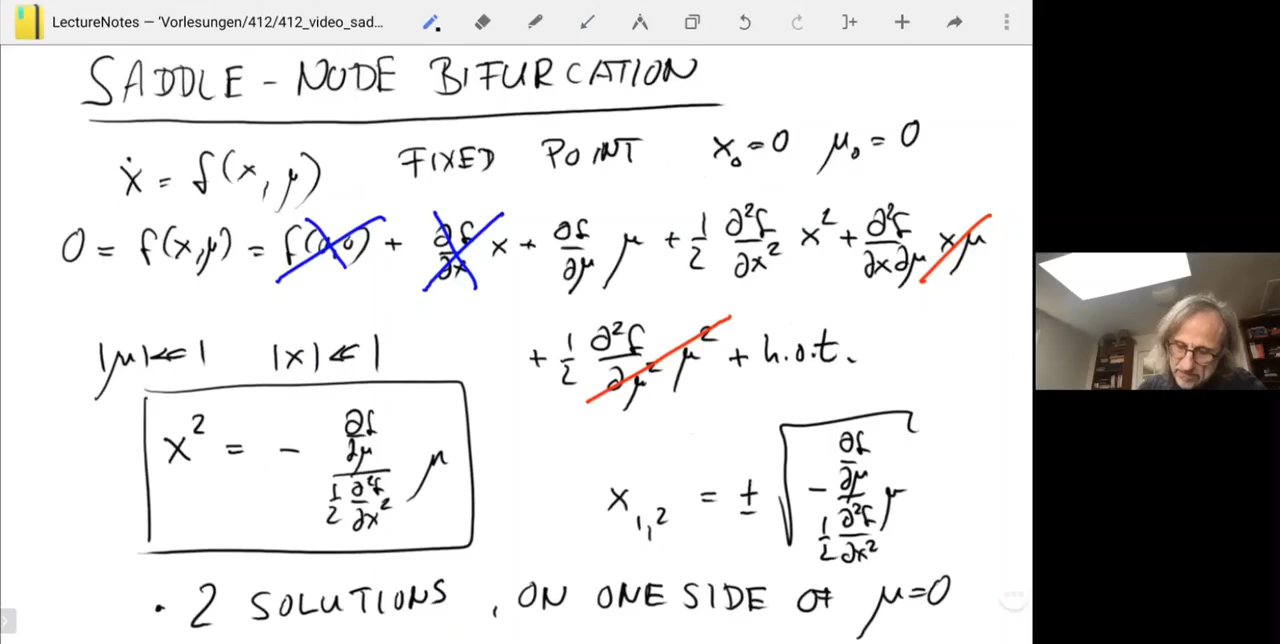 LectureNotes — ‘Vorlesungen/412/412_video_sad…
SADDLE-NODE BIFURCATION
ẋ = f(x,μ) FIXED POINT x₀=0 μ₀=0
0 = f(x,μ) = f(0,0) + ∂f/∂x x + ∂f/∂μ μ + 1/2 ∂²f/∂x² x² + ∂²f/∂x∂μ xμ
+ 1/2 ∂²f/∂μ² μ² + h.o.t.
|μ|≪1 |x|≪1
x² = - (∂f/∂μ)/(1/2 ∂²f/∂x²) μ
x₁,₂ = ± √(-(∂f/∂μ)/(1/2 ∂²f/∂x²) μ)
· 2 SOLUTIONS , ON ONE SIDE OF μ=0